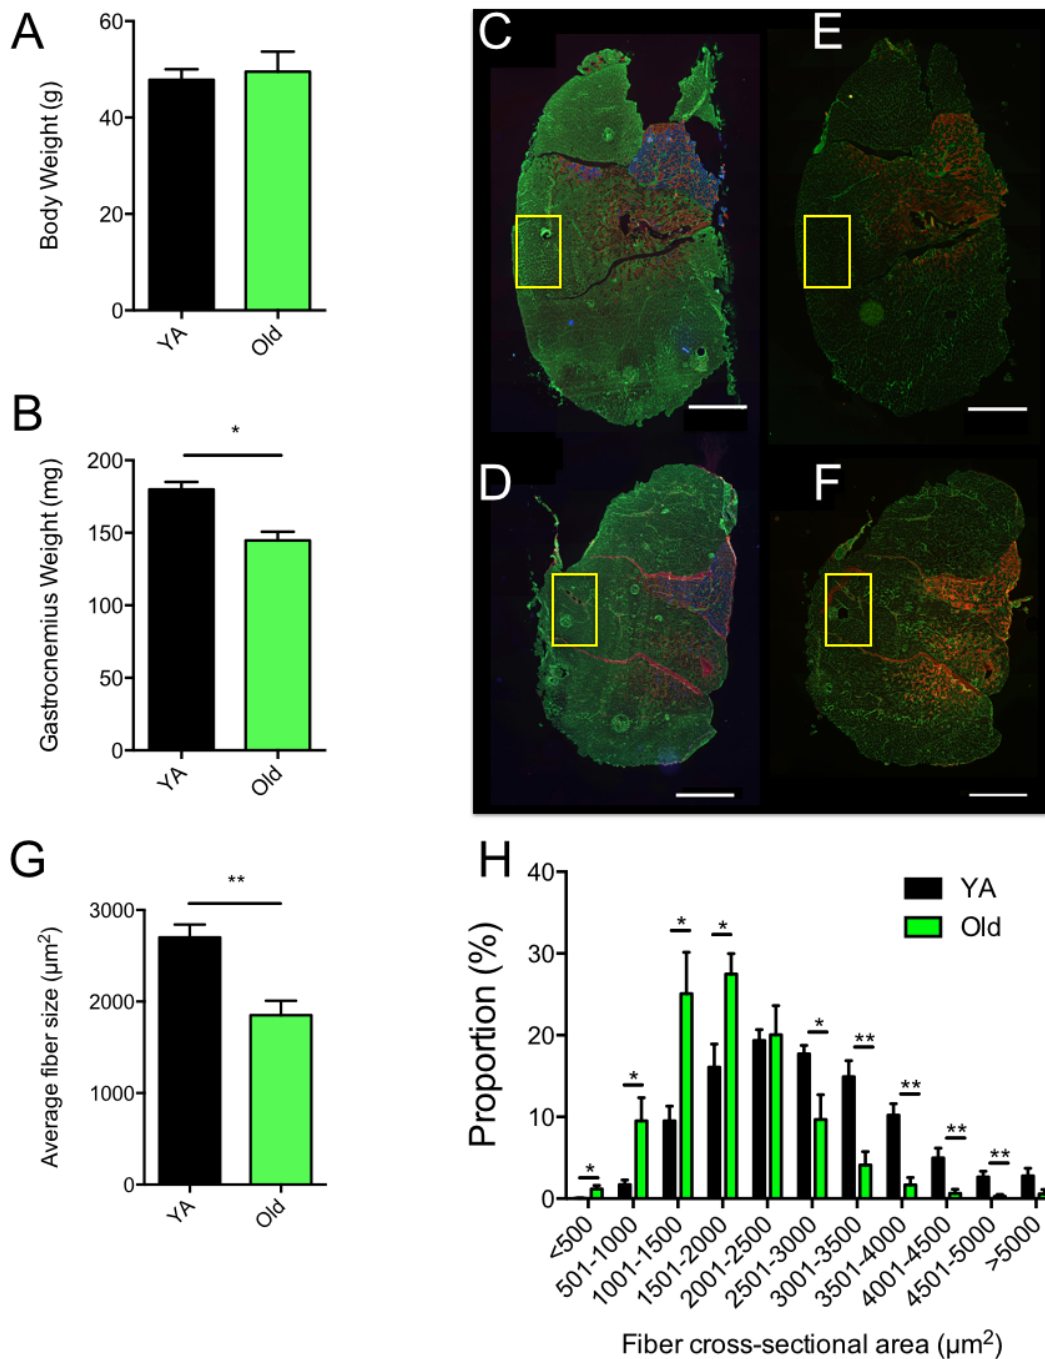 A
Body Weight (g)
60
40
20
0
YA
Old
B
Gastrocnemius Weight (mg)
*
200
150
100
50
0
YA
Old
C
E
D
F
G
Average fiber size (µm²)
**
3000
2000
1000
0
YA
Old
H
Proportion (%)
40
30
20
10
0
YA
Old
*
*
*
*
*
**
**
**
**
<500
501-1000
1001-1500
1501-2000
2001-2500
2501-3000
3001-3500
3501-4000
4001-4500
4501-5000
>5000
Fiber cross-sectional area (µm²)